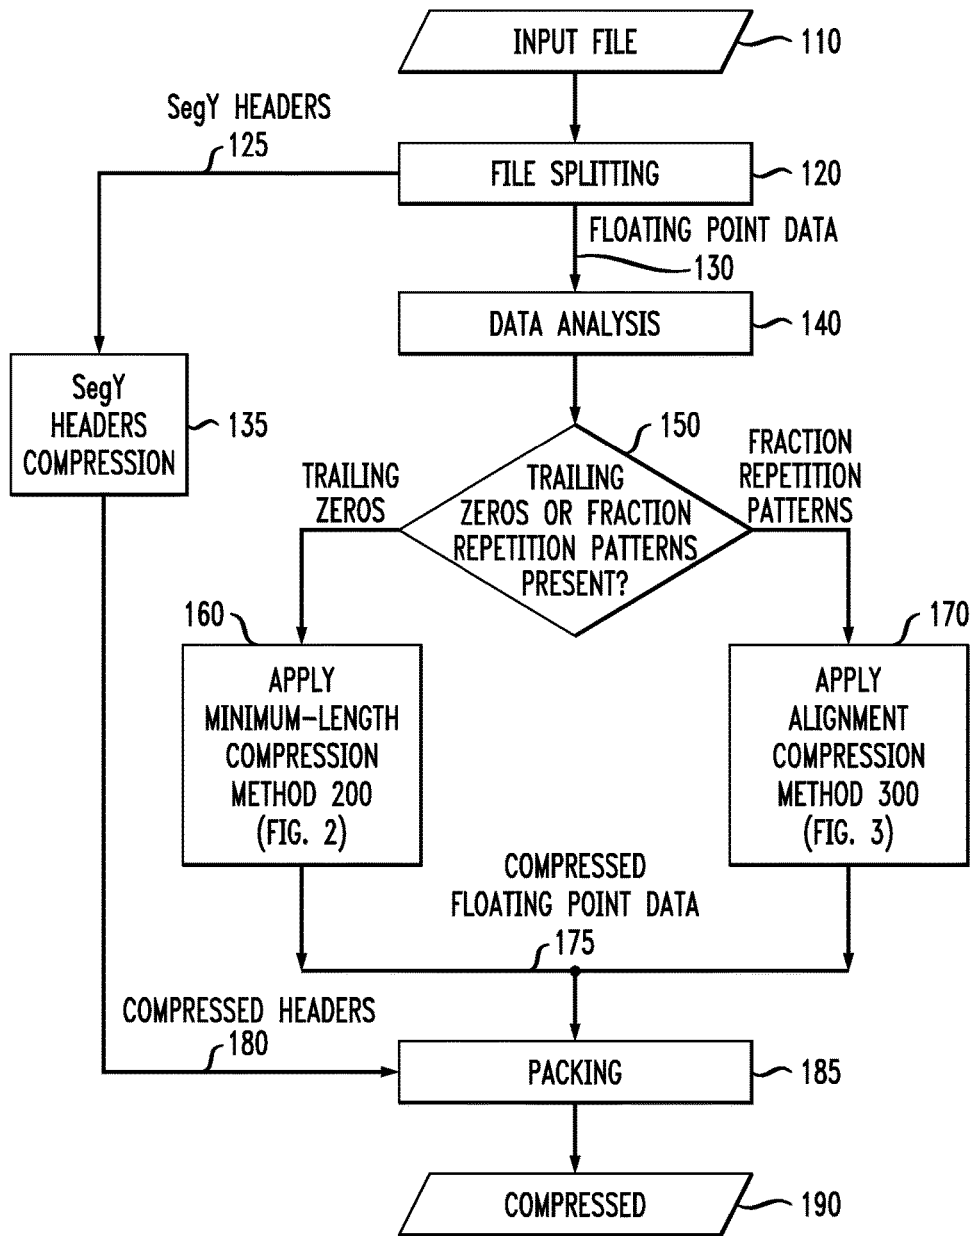 INPUT FILE
110
SegY HEADERS
125
FILE SPLITTING
120
FLOATING POINT DATA
130
DATA ANALYSIS
140
SegY
HEADERS
COMPRESSION
135
150
TRAILING
ZEROS
TRAILING
ZEROS OR FRACTION
REPETITION PATTERNS
PRESENT?
FRACTION
REPETITION
PATTERNS
160
APPLY
MINIMUM-LENGTH
COMPRESSION
METHOD 200
(FIG. 2)
170
APPLY
ALIGNMENT
COMPRESSION
METHOD 300
(FIG. 3)
COMPRESSED
FLOATING POINT DATA
175
COMPRESSED HEADERS
180
PACKING
185
COMPRESSED
190